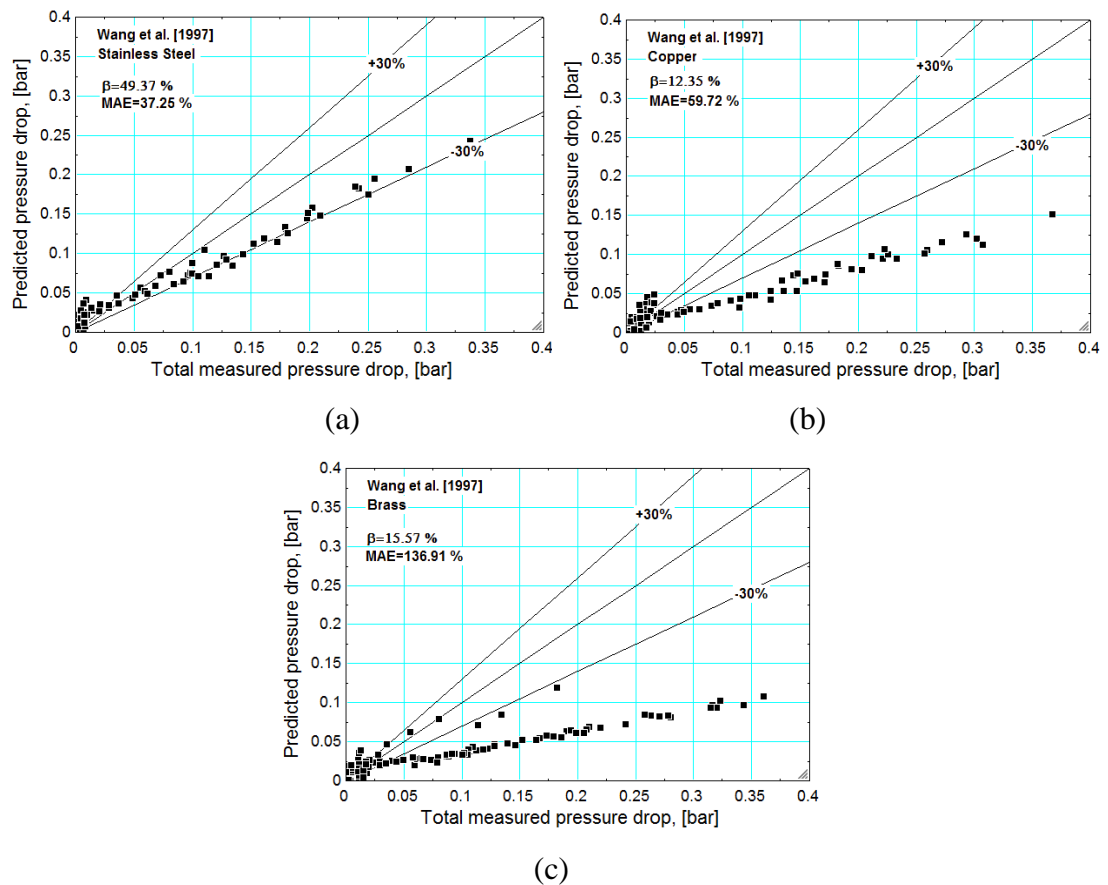 Wang et al. [1997]
Stainless Steel
β=49.37 %
MAE=37.25 %
+30%
-30%
0.4
0.35
0.3
0.25
0.2
0.15
0.1
0.05
0
0 0.05 0.1 0.15 0.2 0.25 0.3 0.35 0.4
Predicted pressure drop, [bar]
Total measured pressure drop, [bar]
(a)
Wang et al. [1997]
Copper
β=12.35 %
MAE=59.72 %
+30%
-30%
0.4
0.35
0.3
0.25
0.2
0.15
0.1
0.05
0
0 0.05 0.1 0.15 0.2 0.25 0.3 0.35 0.4
Predicted pressure drop, [bar]
Total measured pressure drop, [bar]
(b)
Wang et al. [1997]
Brass
β=15.57 %
MAE=136.91 %
+30%
-30%
0.4
0.35
0.3
0.25
0.2
0.15
0.1
0.05
0
0 0.05 0.1 0.15 0.2 0.25 0.3 0.35 0.4
Predicted pressure drop, [bar]
Total measured pressure drop, [bar]
(c)